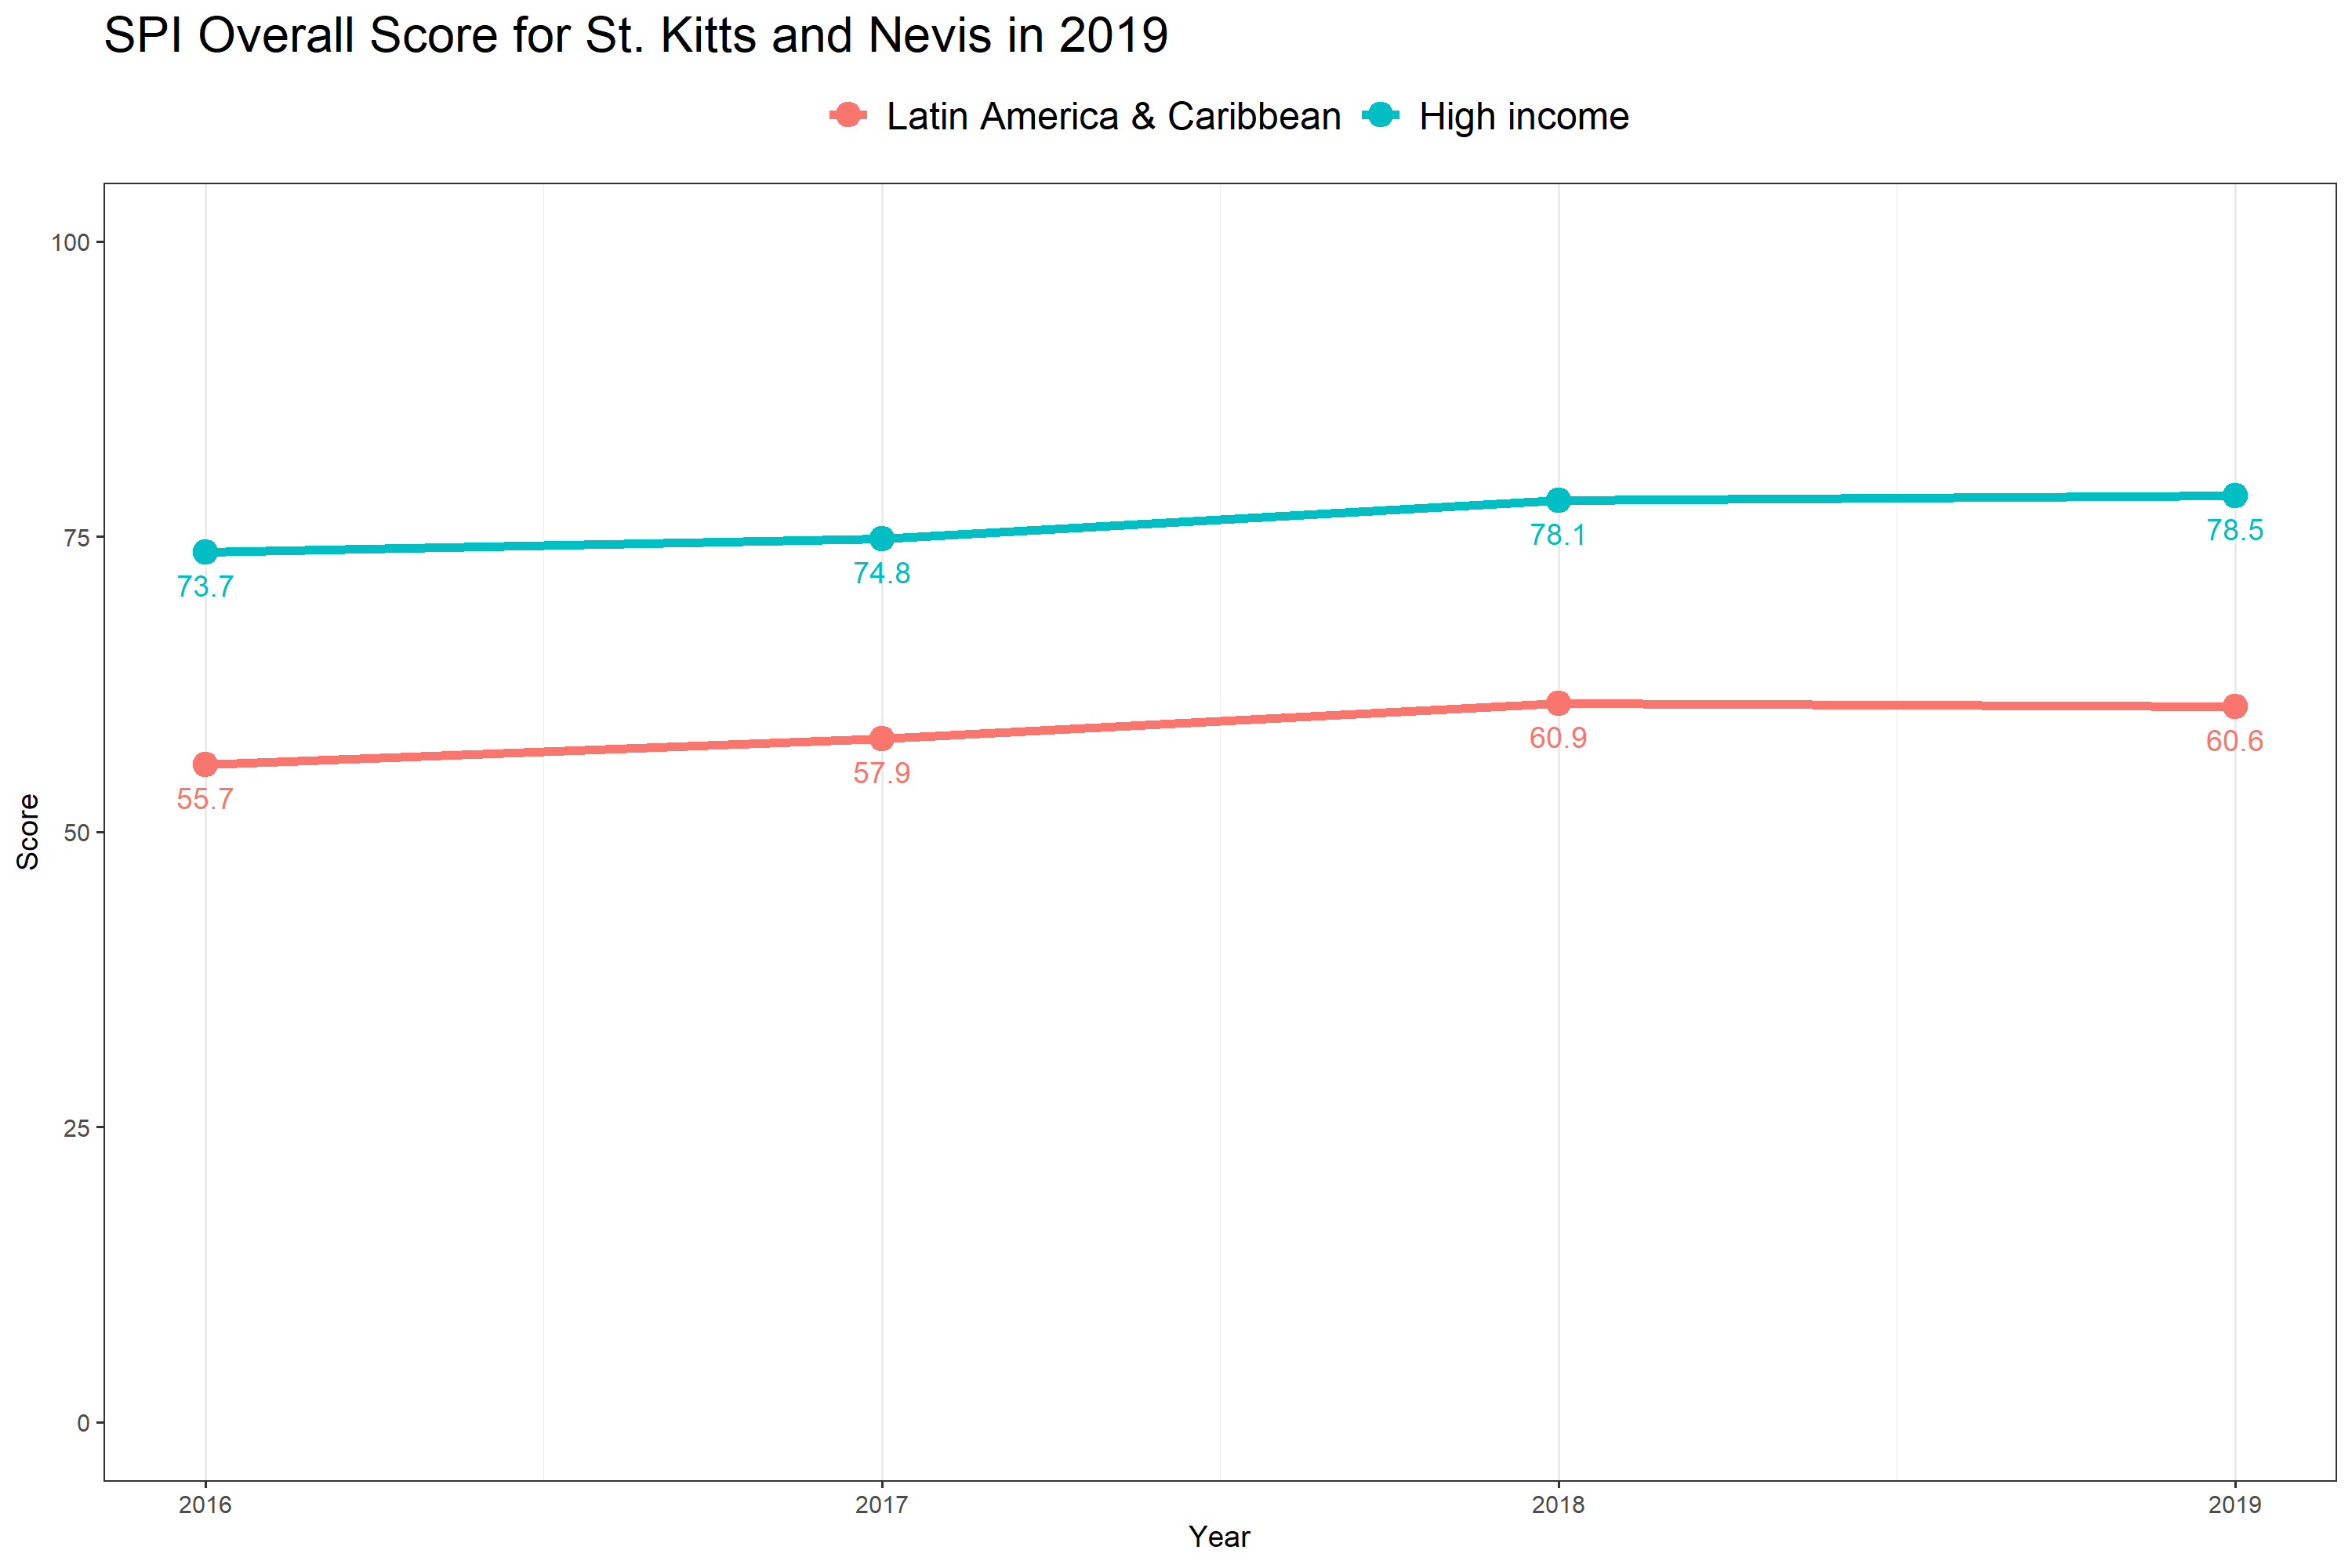 SPI Overall Score for St. Kitts and Nevis in 2019
Latin America & Caribbean High income
100
75
50
25
0
Score
73.7 74.8 78.1 78.5
55.7 57.9 60.9 60.6
2016 2017 2018 2019
Year